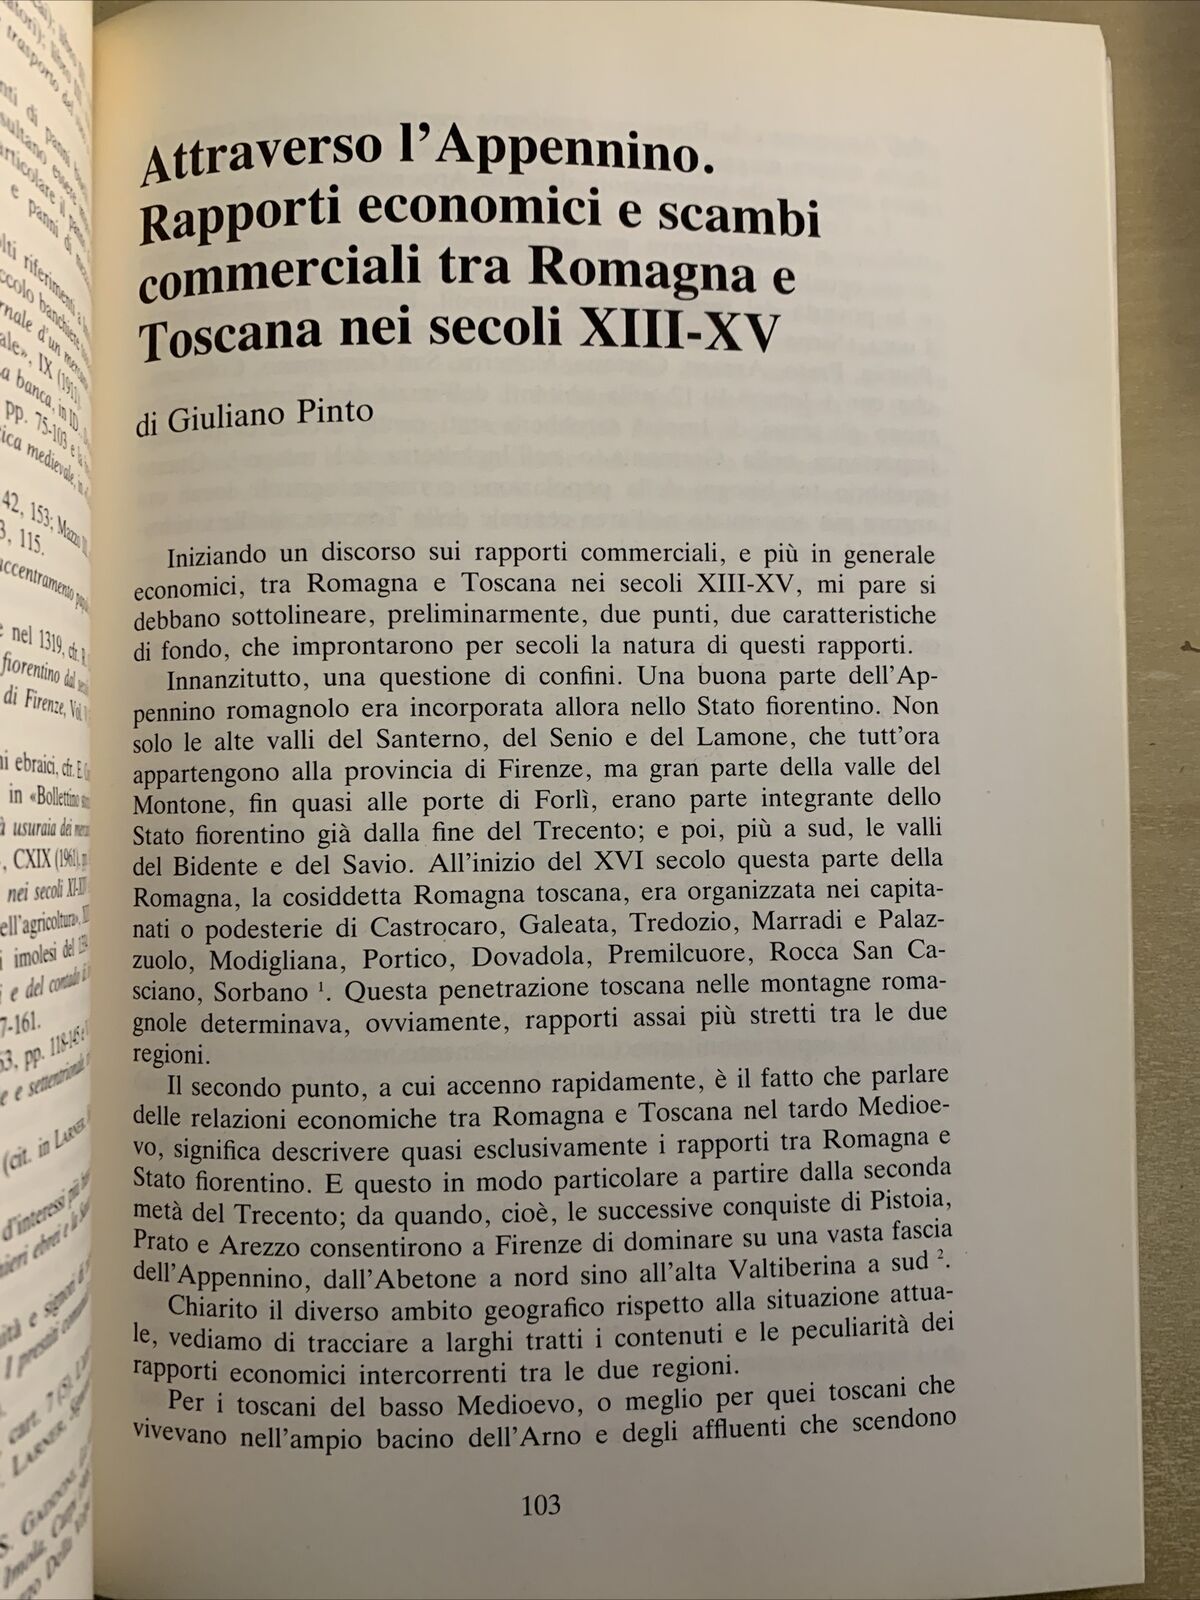 Attraverso l'Appennino.
Rapporti economici e scambi
commerciali tra Romagna e
Toscana nei secoli XIII-XV
di Giuliano Pinto
Iniziando un discorso sui rapporti commerciali, e più in generale
economici, tra Romagna e Toscana nei secoli XIII-XV, mi pare si
debbano sottolineare, preliminarmente, due punti, due caratteristiche
di fondo, che improntarono per secoli la natura di questi rapporti.
Innanzitutto, una questione di confini. Una buona parte dell'Ap-
pennino romagnolo era incorporata allora nello Stato fiorentino. Non
solo le alte valli del Santerno, del Senio e del Lamone, che tutt'ora
appartengono alla provincia di Firenze, ma gran parte della valle del
Montone, fin quasi alle porte di Forlì, erano parte integrante dello
Stato fiorentino già dalla fine del Trecento; e poi, più a sud, le valli
del Bidente e del Savio. All'inizio del XVI secolo questa parte della
Romagna, la cosiddetta Romagna toscana, era organizzata nei capita-
nati o podesterie di Castrocaro, Galeata, Tredozio, Marradi e Palaz-
zuolo, Modigliana, Portico, Dovadola, Premilcuore, Rocca San Ca-
sciano, Sorbano ¹. Questa penetrazione toscana nelle montagne roma-
gnole determinava, ovviamente, rapporti assai più stretti tra le due
regioni.
Il secondo punto, a cui accenno rapidamente, è il fatto che parlare
delle relazioni economiche tra Romagna e Toscana nel tardo Medioe-
vo, significa descrivere quasi esclusivamente i rapporti tra Romagna e
Stato fiorentino. E questo in modo particolare a partire dalla seconda
metà del Trecento; da quando, cioè, le successive conquiste di Pistoia,
Prato e Arezzo consentirono a Firenze di dominare su una vasta fascia
dell'Appennino, dall'Abetone a nord sino all'alta Valtiberina a sud ².
Chiarito il diverso ambito geografico rispetto alla situazione attua-
le, vediamo di tracciare a larghi tratti i contenuti e le peculiarità dei
rapporti economici intercorrenti tra le due regioni.
Per i toscani del basso Medioevo, o meglio per quei toscani che
vivevano nell'ampio bacino dell'Arno e degli affluenti che scendono
103